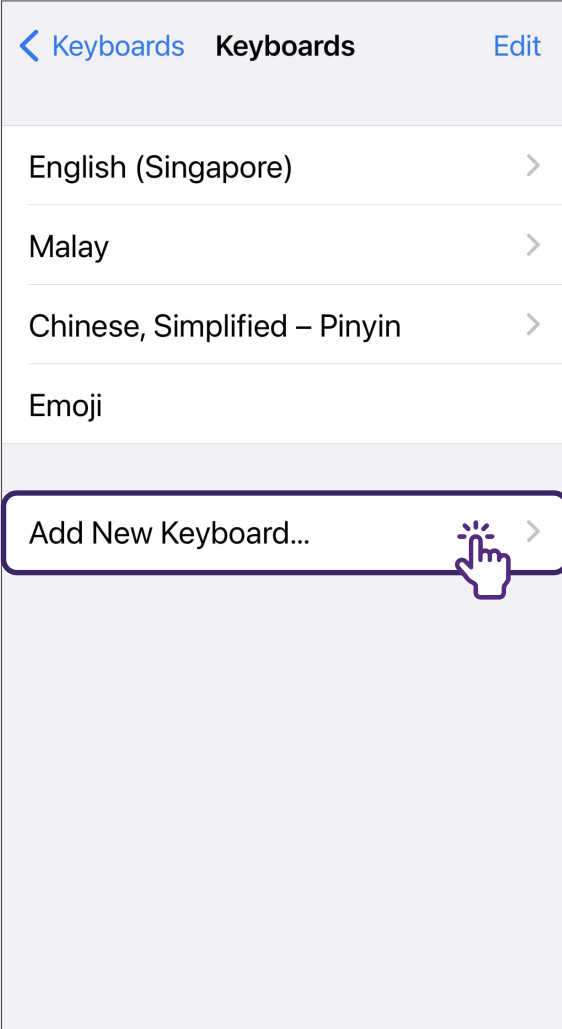 Keyboards Keyboards Edit
English (Singapore)
Malay
Chinese, Simplified – Pinyin
Emoji
Add New Keyboard...